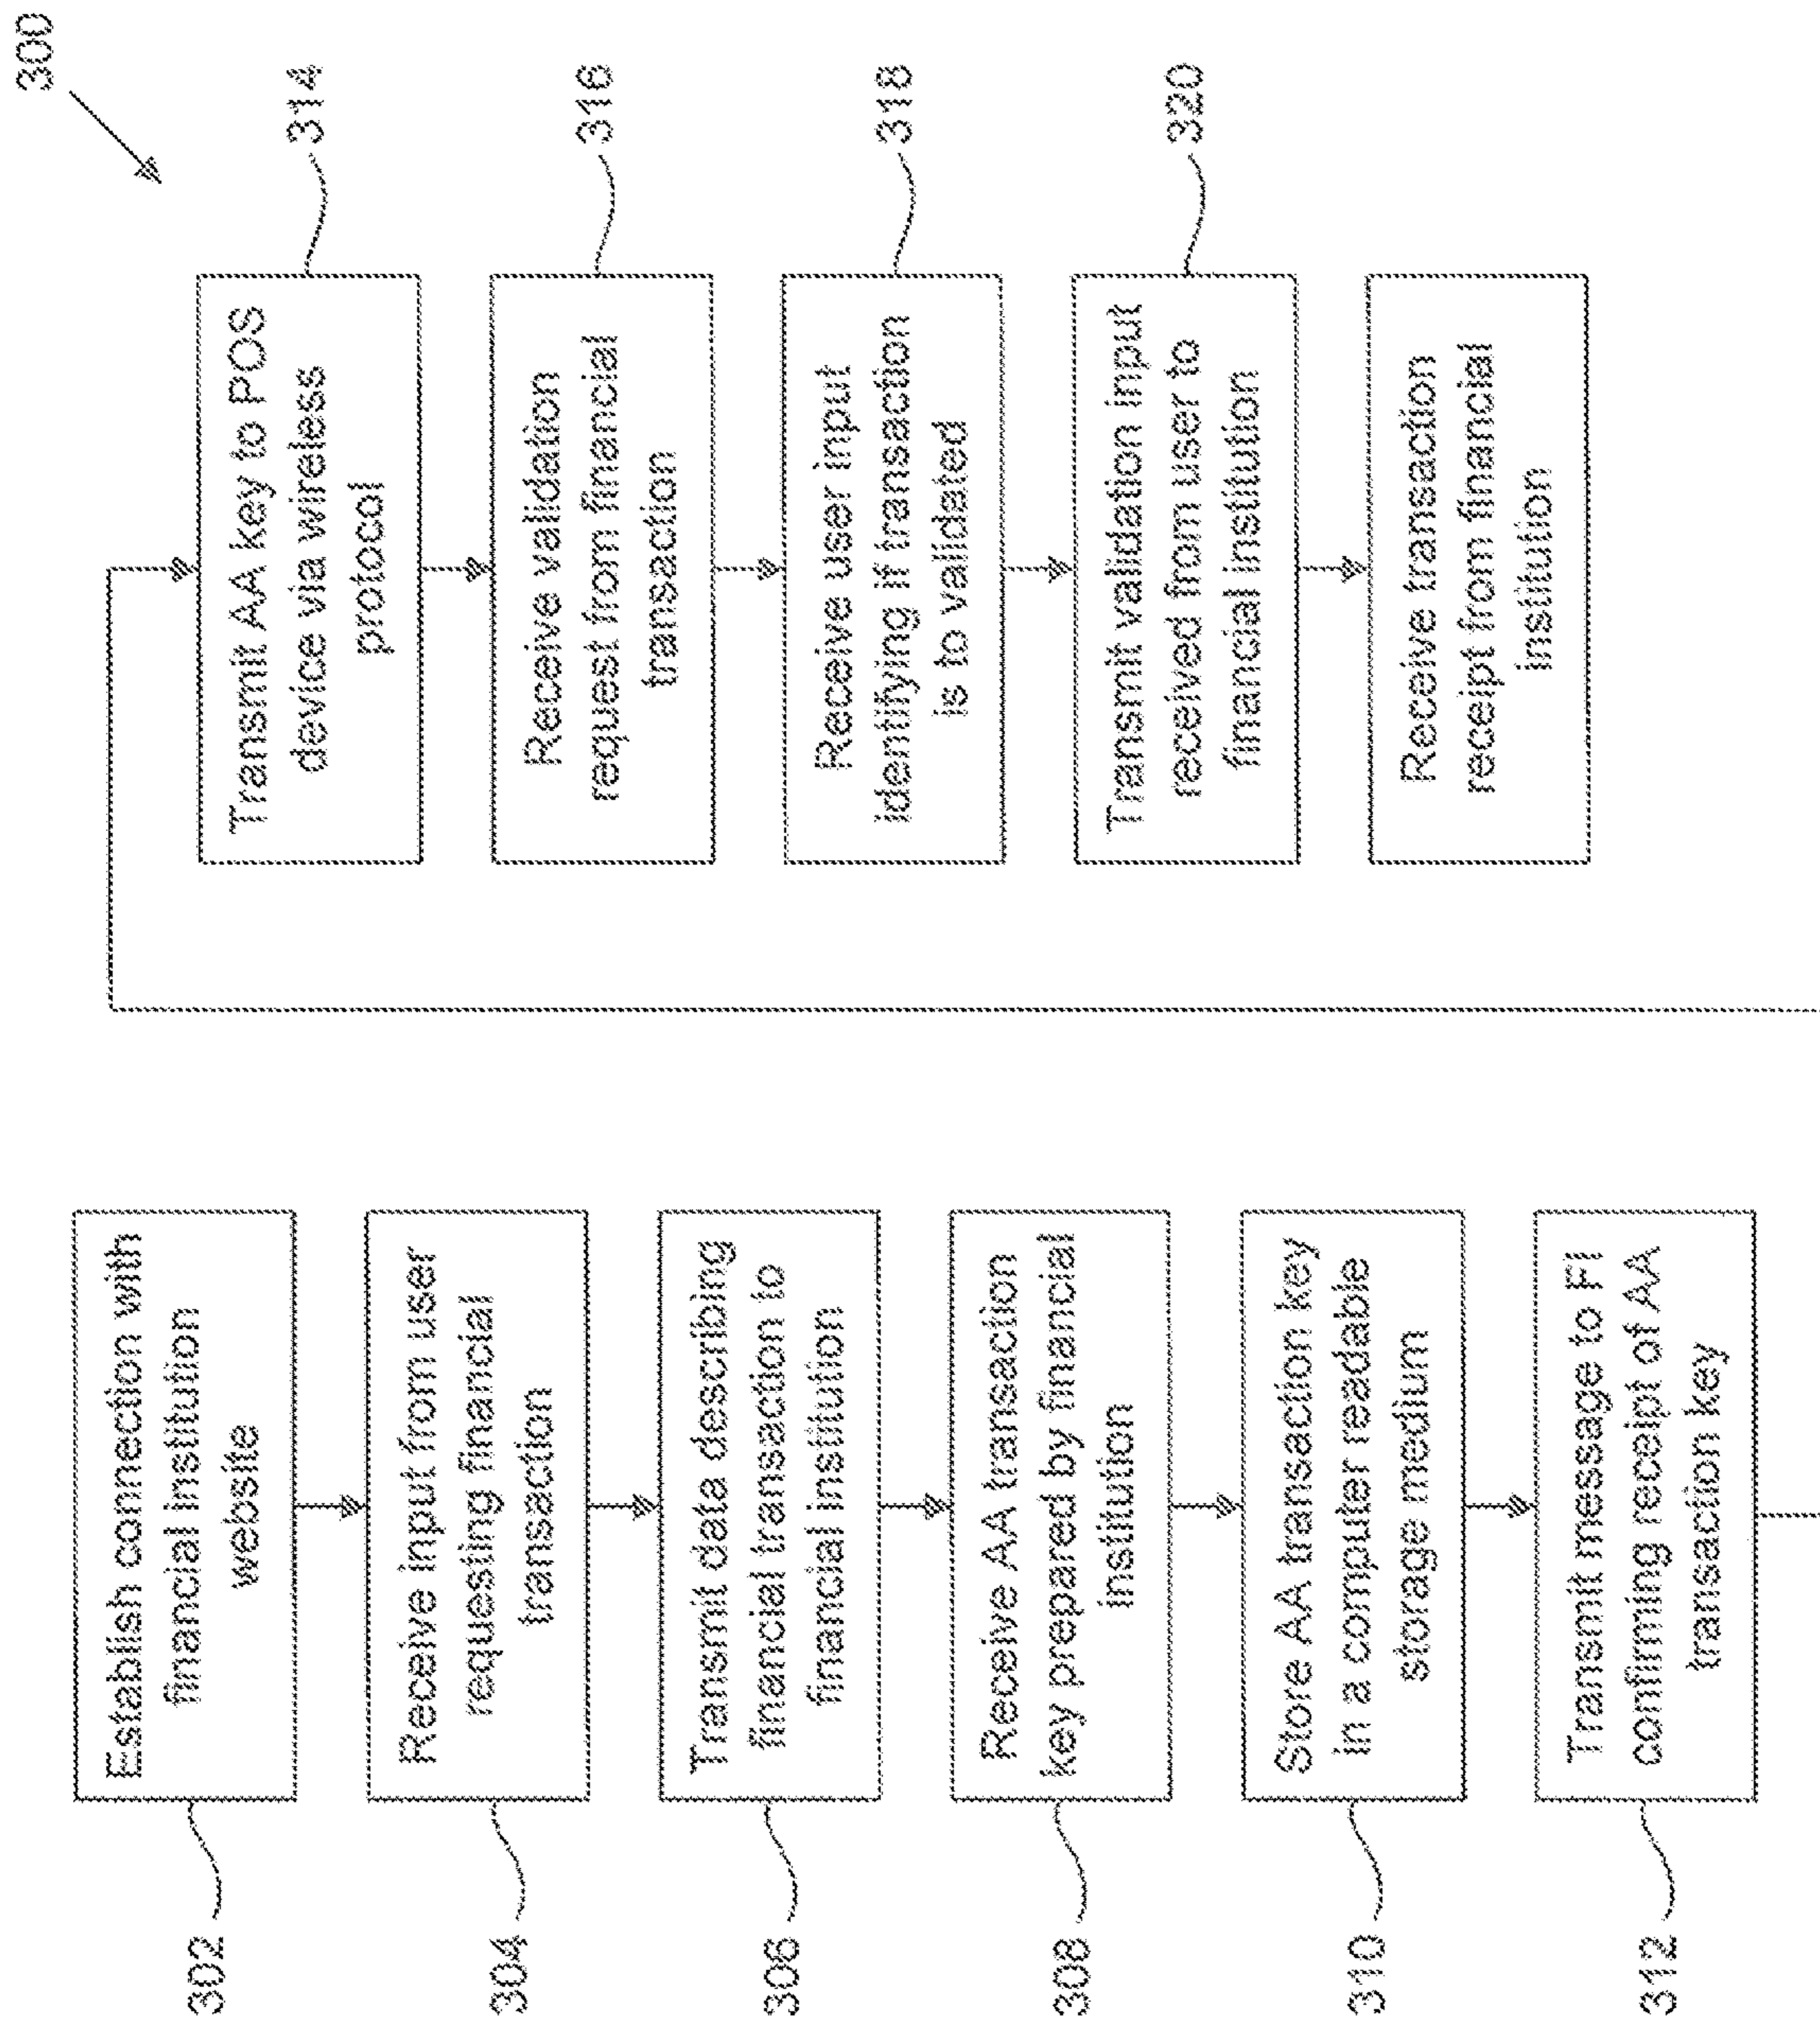 300
302
Establish connection with
financial institution
website
304
Receive input from user
requesting financial
transaction
306
Transmit data describing
financial transaction to
financial institution
308
Receive AA transaction
key prepared by financial
institution
310
Store AA transaction key
in a computer readable
storage medium
312
Transmit message to FI
confirming receipt of AA
transaction key
314
Transmit AA key to POS
device via wireless
protocol
316
Receive validation
request from financial
transaction
318
Receive user input
identifying if transaction
is to validated
320
Transmit validation input
received from user to
financial institution
Receive transaction
receipt from financial
institution